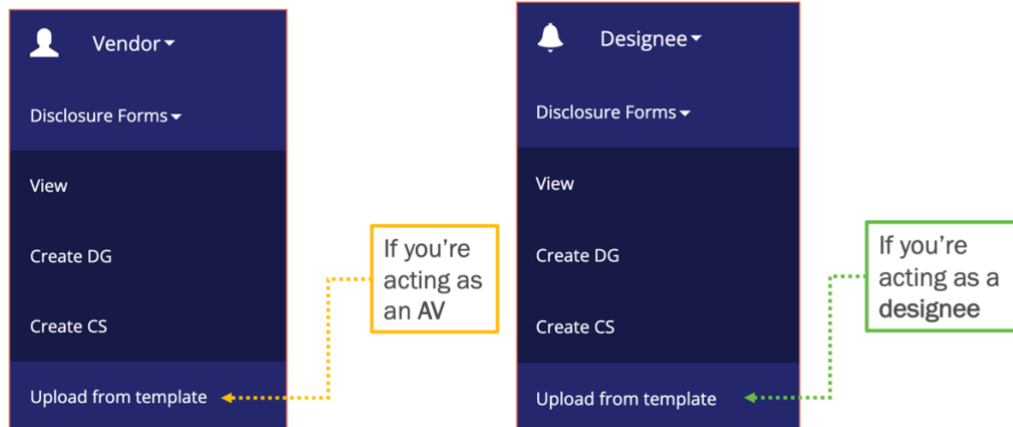 Vendor
Disclosure Forms
View
Create DG
Create CS
Upload from template
If you're
acting as
an AV
Designee
Disclosure Forms
View
Create DG
Create CS
Upload from template
If you're
acting as a
designee